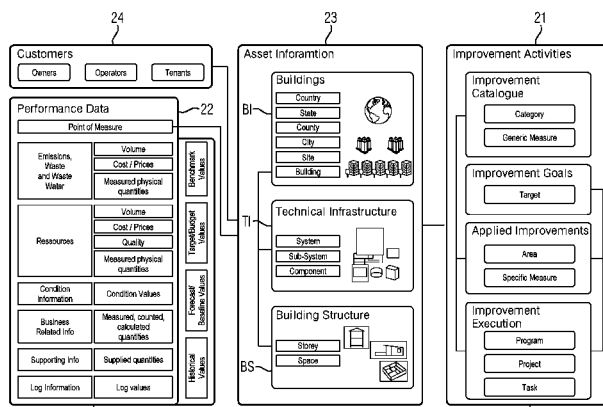 24
23
21
Customers
Owners
Operators
Tenants
22
Performance Data
Point of Measure
Emissions,
Waste
and Waste
Water
Volume
Cost / Prices
Measured physical
quantities
Ressources
Volume
Cost / Prices
Quality
Measured physical
quantities
Condition
Information
Condition Values
Business
Related Info
Measured, counted,
calculated
quantities
Supporting Info
Supplied quantities
Log Information
Log values
Benchmark
Values
Target/Budget
Values
Forecast/
Baseline Values
Historical
Values
Asset Inforamtion
BI
Buildings
Country
State
County
City
Site
Building
TI
Technical Infrastructure
System
Sub-System
Component
BS
Building Structure
Storey
Space
Improvement Activities
Improvement
Catalogue
Category
Generic Measure
Improvement Goals
Target
Applied Improvements
Area
Specific Measure
Improvement
Execution
Program
Project
Task